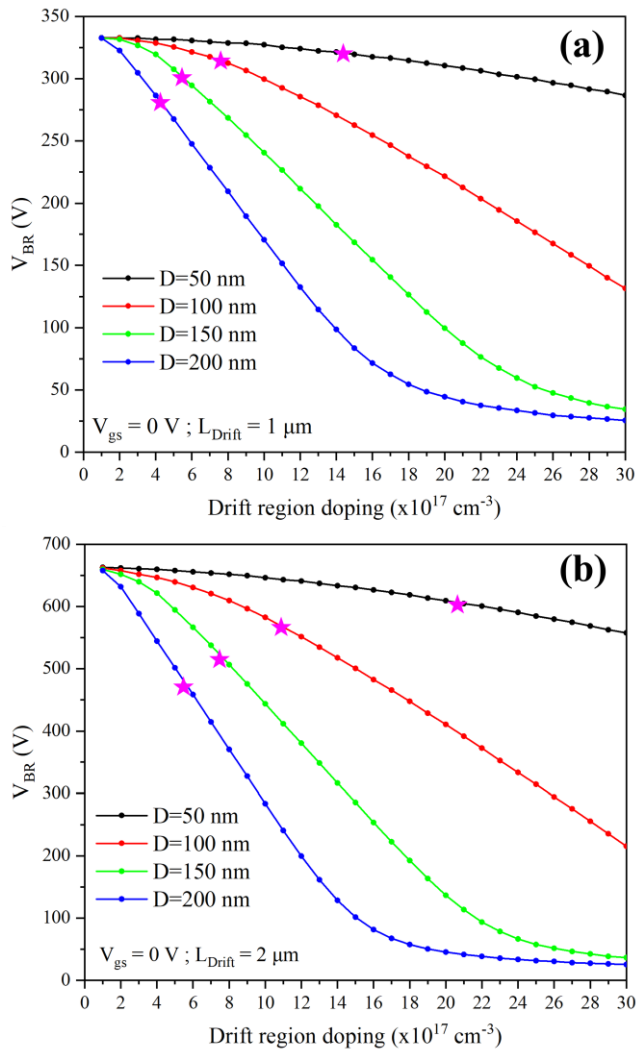 (a)
350
300
250
200
150
100
50
0
V_BR (V)
D=50 nm
D=100 nm
D=150 nm
D=200 nm
V_gs = 0 V ; L_Drift = 1 μm
0 2 4 6 8 10 12 14 16 18 20 22 24 26 28 30
Drift region doping (x10^17 cm^-3)
(b)
700
600
500
400
300
200
100
0
V_BR (V)
D=50 nm
D=100 nm
D=150 nm
D=200 nm
V_gs = 0 V ; L_Drift = 2 μm
0 2 4 6 8 10 12 14 16 18 20 22 24 26 28 30
Drift region doping (x10^17 cm^-3)